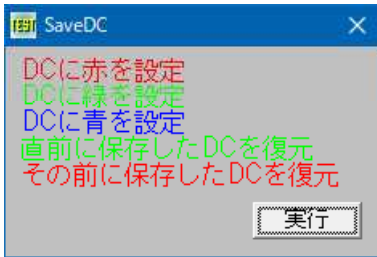 TEST SaveDC
DCに赤を設定
DCに緑を設定
DCに青を設定
直前に保存したDCを復元
その前に保存したDCを復元
実行